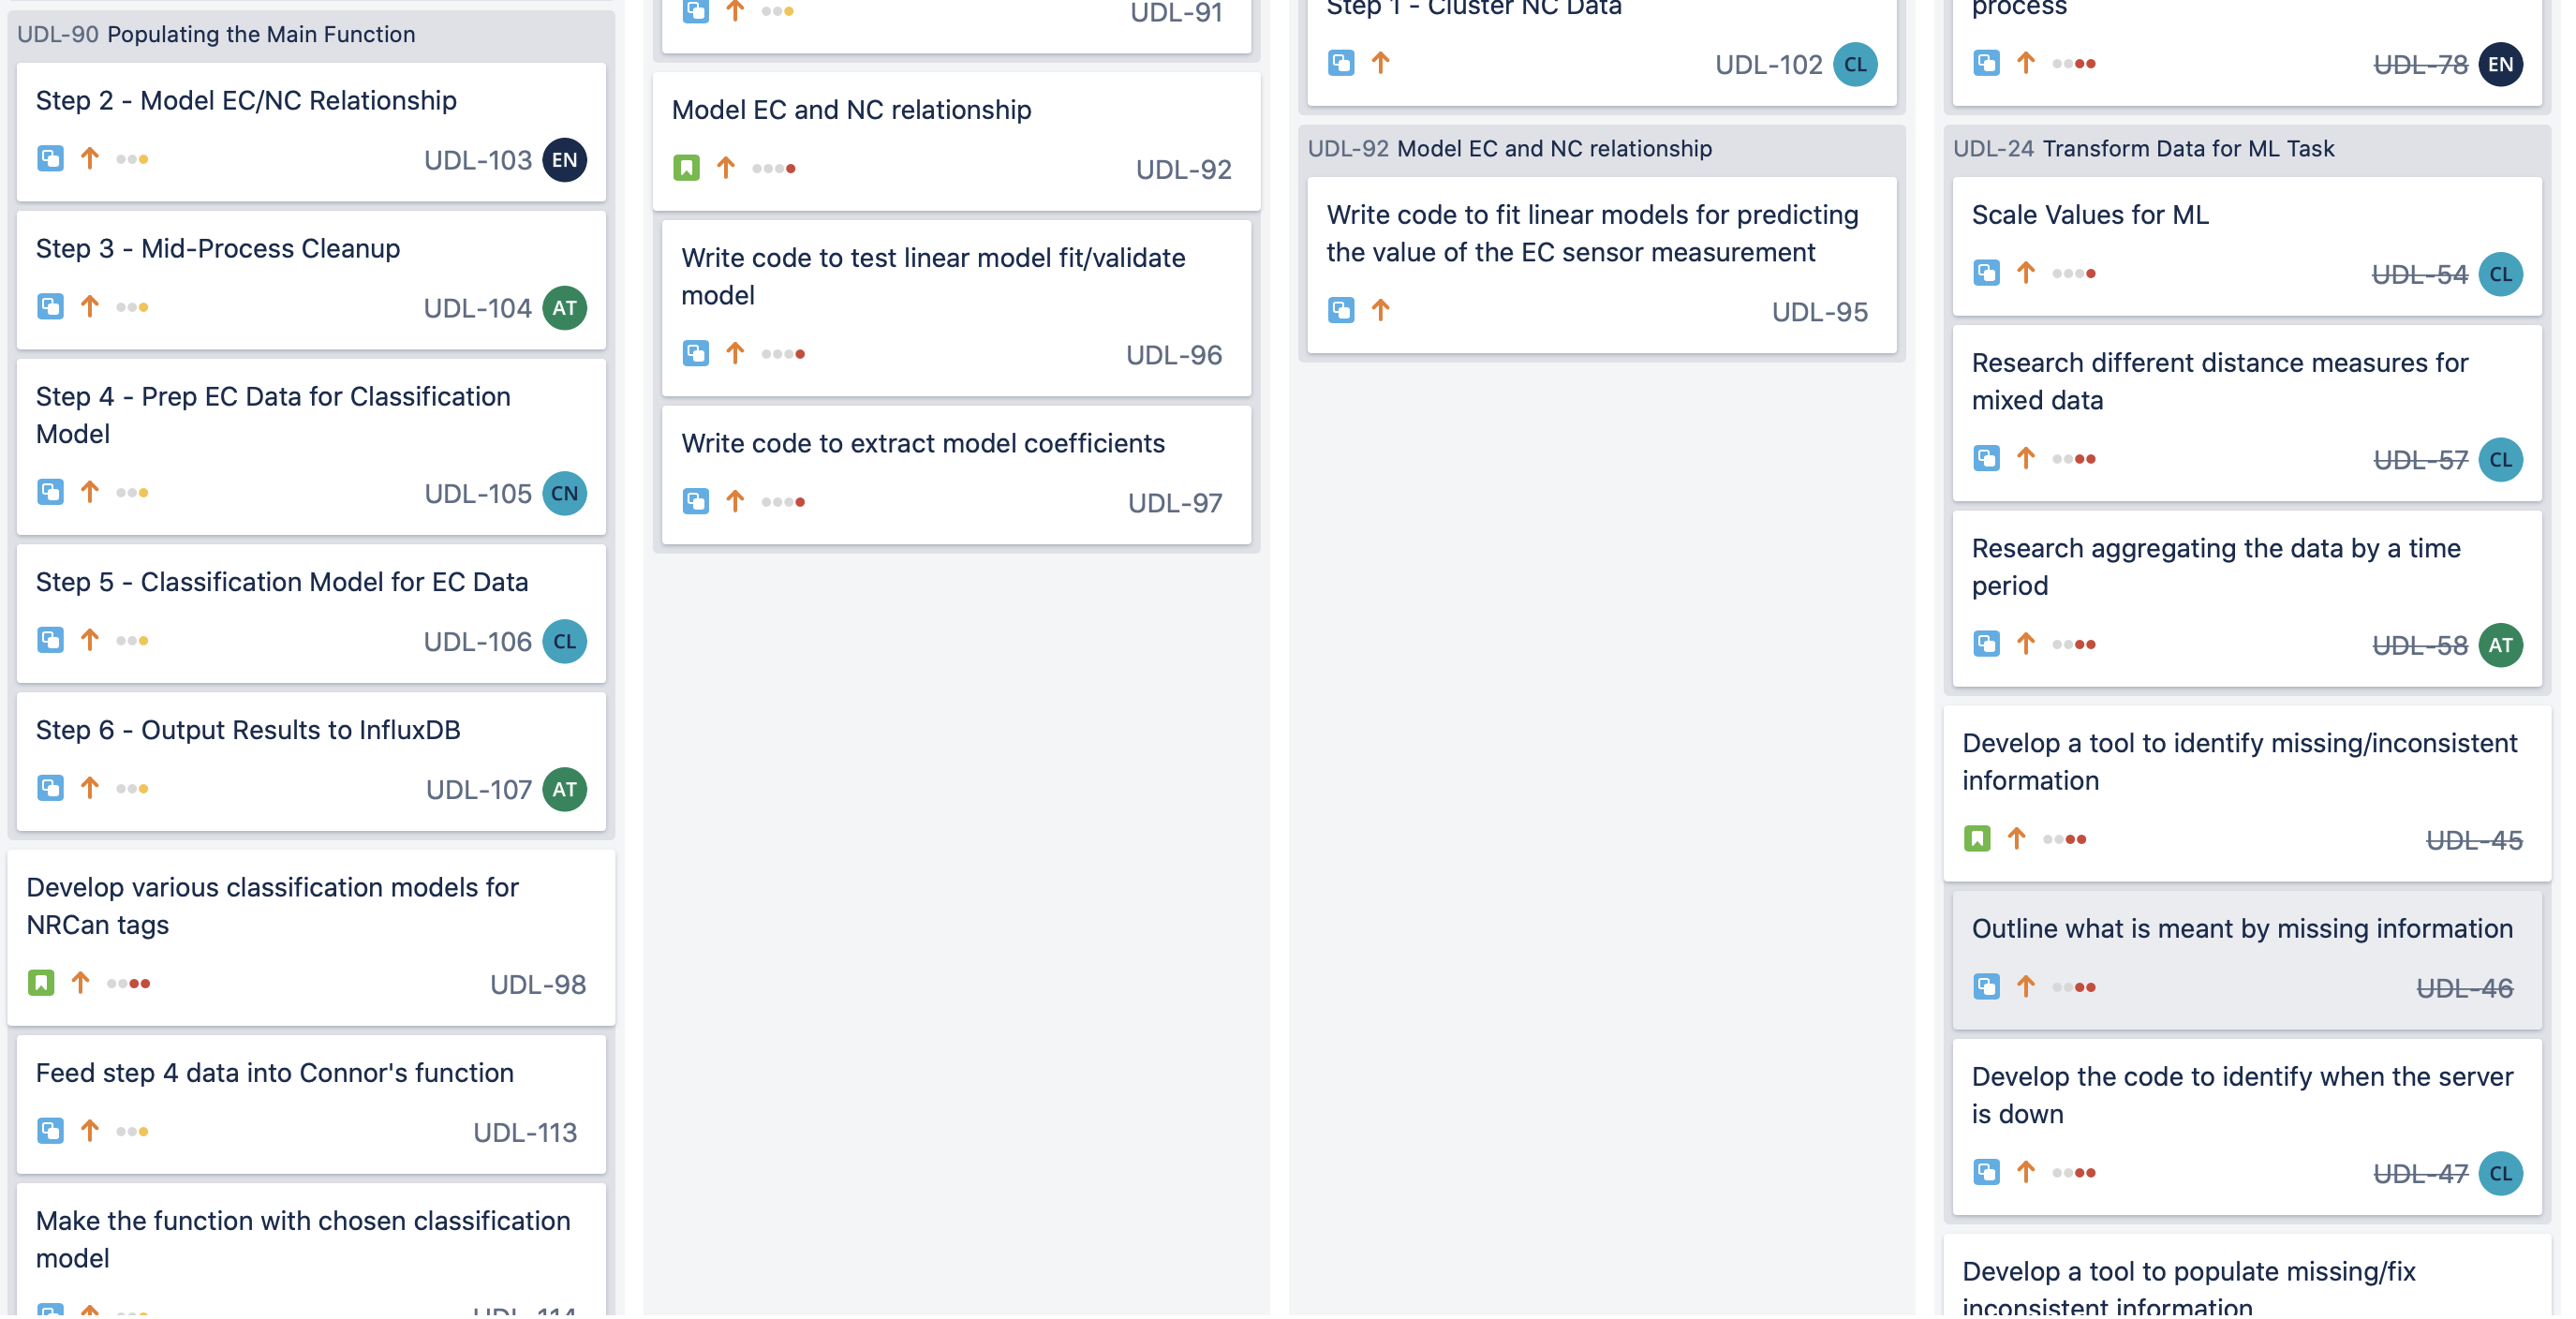 UDL-90 Populating the Main Function
Step 2 - Model EC/NC Relationship
UDL-103 EN
Step 3 - Mid-Process Cleanup
UDL-104 AT
Step 4 - Prep EC Data for Classification
Model
UDL-105 CN
Step 5 - Classification Model for EC Data
UDL-106 CL
Step 6 - Output Results to InfluxDB
UDL-107 AT
Develop various classification models for
NRCan tags
UDL-98
Feed step 4 data into Connor's function
UDL-113
Make the function with chosen classification
model
UDL-114
UDL-91
Model EC and NC relationship
UDL-92
Write code to test linear model fit/validate
model
UDL-96
Write code to extract model coefficients
UDL-97
Step 1 - Cluster NC Data
UDL-102 CL
UDL-92 Model EC and NC relationship
Write code to fit linear models for predicting
the value of the EC sensor measurement
UDL-95
process
UDL-78 EN
UDL-24 Transform Data for ML Task
Scale Values for ML
UDL-54 CL
Research different distance measures for
mixed data
UDL-57 CL
Research aggregating the data by a time
period
UDL-58 AT
Develop a tool to identify missing/inconsistent
information
UDL-45
Outline what is meant by missing information
UDL-46
Develop the code to identify when the server
is down
UDL-47 CL
Develop a tool to populate missing/fix
inconsistent information